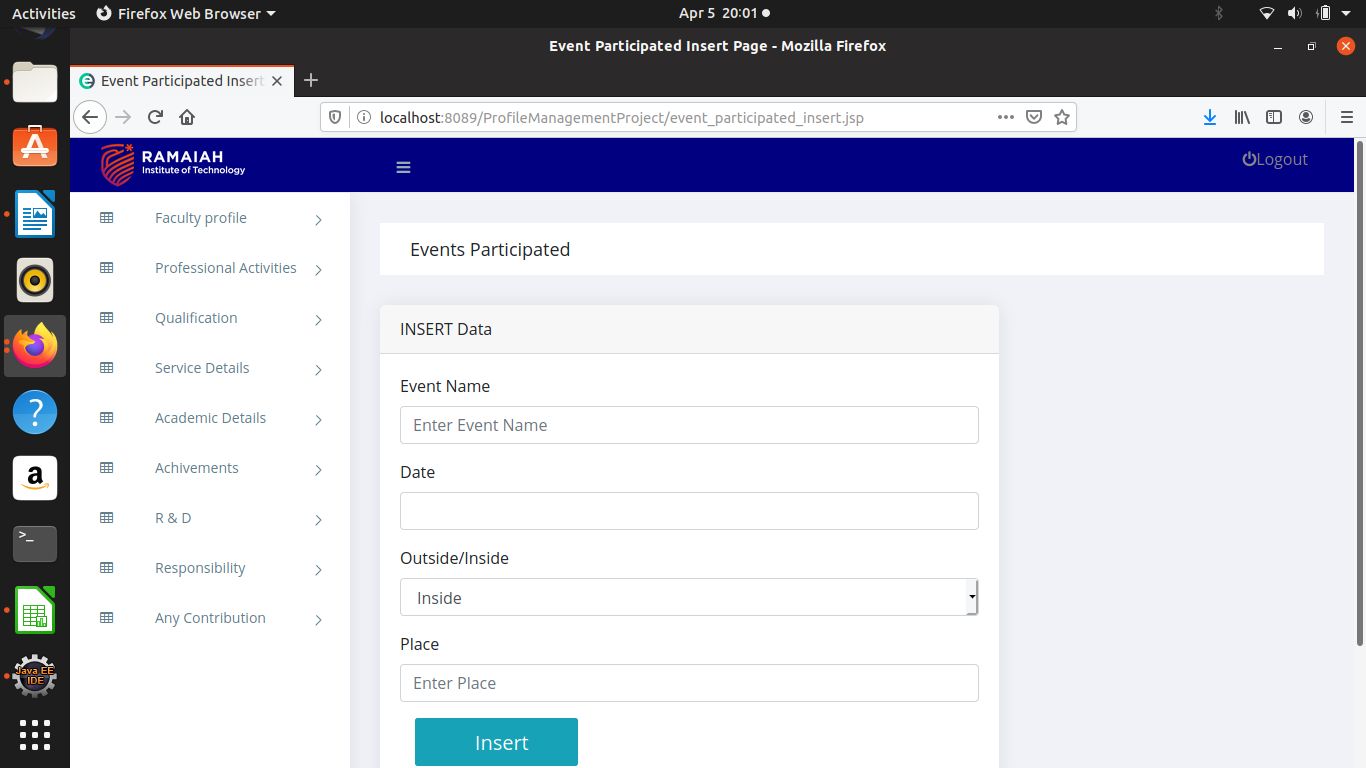 Activities
Firefox Web Browser
Apr 5 20:01
Event Participated Insert Page - Mozilla Firefox
Event Participated Insert
localhost:8089/ProfileManagementProject/event_participated_insert.jsp
RAMAIAH
Institute of Technology
Logout
Faculty profile
Professional Activities
Qualification
Service Details
Academic Details
Achivements
R & D
Responsibility
Any Contribution
Events Participated
INSERT Data
Event Name
Enter Event Name
Date
Outside/Inside
Inside
Place
Enter Place
Insert
?
a
>_
Java EE
IDE